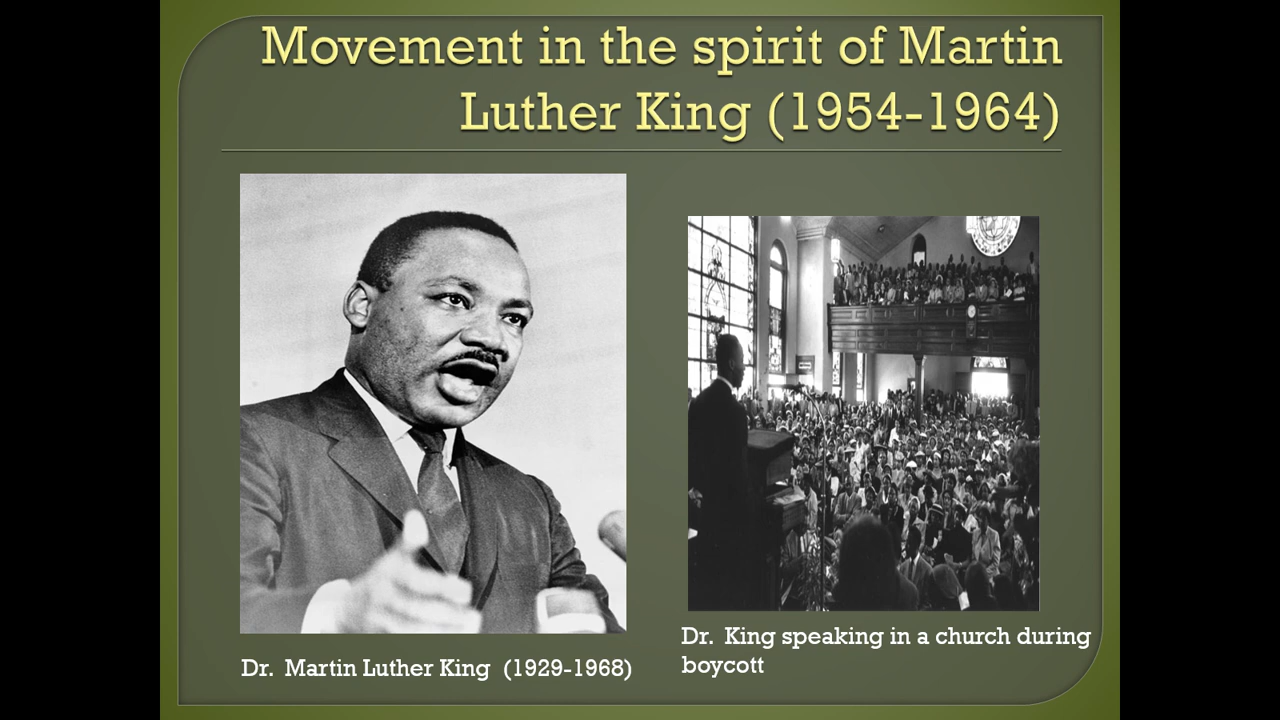 Movement in the spirit of Martin
Luther King (1954-1964)
Dr. Martin Luther King (1929-1968)
Dr. King speaking in a church during
boycott